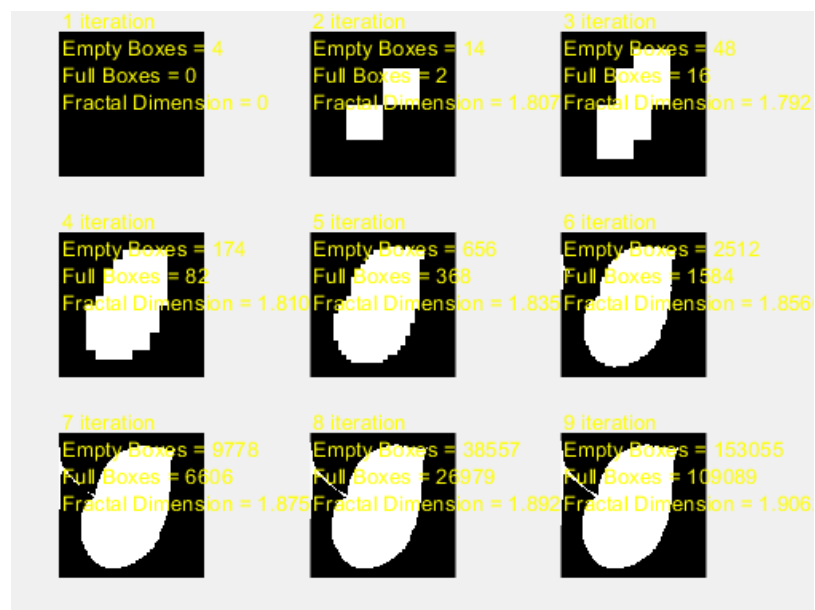 1 iteration
Empty Boxes = 4
Full Boxes = 0
Fractal Dimension = 0
2 iteration
Empty Boxes = 14
Full Boxes = 2
Fractal Dimension = 1.807
3 iteration
Empty Boxes = 48
Full Boxes = 16
Fractal Dimension = 1.792
4 iteration
Empty Boxes = 174
Full Boxes = 82
Fractal Dimension = 1.810
5 iteration
Empty Boxes = 656
Full Boxes = 368
Fractal Dimension = 1.835
6 iteration
Empty Boxes = 2512
Full Boxes = 1584
Fractal Dimension = 1.856
7 iteration
Empty Boxes = 9778
Full Boxes = 6606
Fractal Dimension = 1.875
8 iteration
Empty Boxes = 38557
Full Boxes = 26979
Fractal Dimension = 1.892
9 iteration
Empty Boxes = 153055
Full Boxes = 109089
Fractal Dimension = 1.906